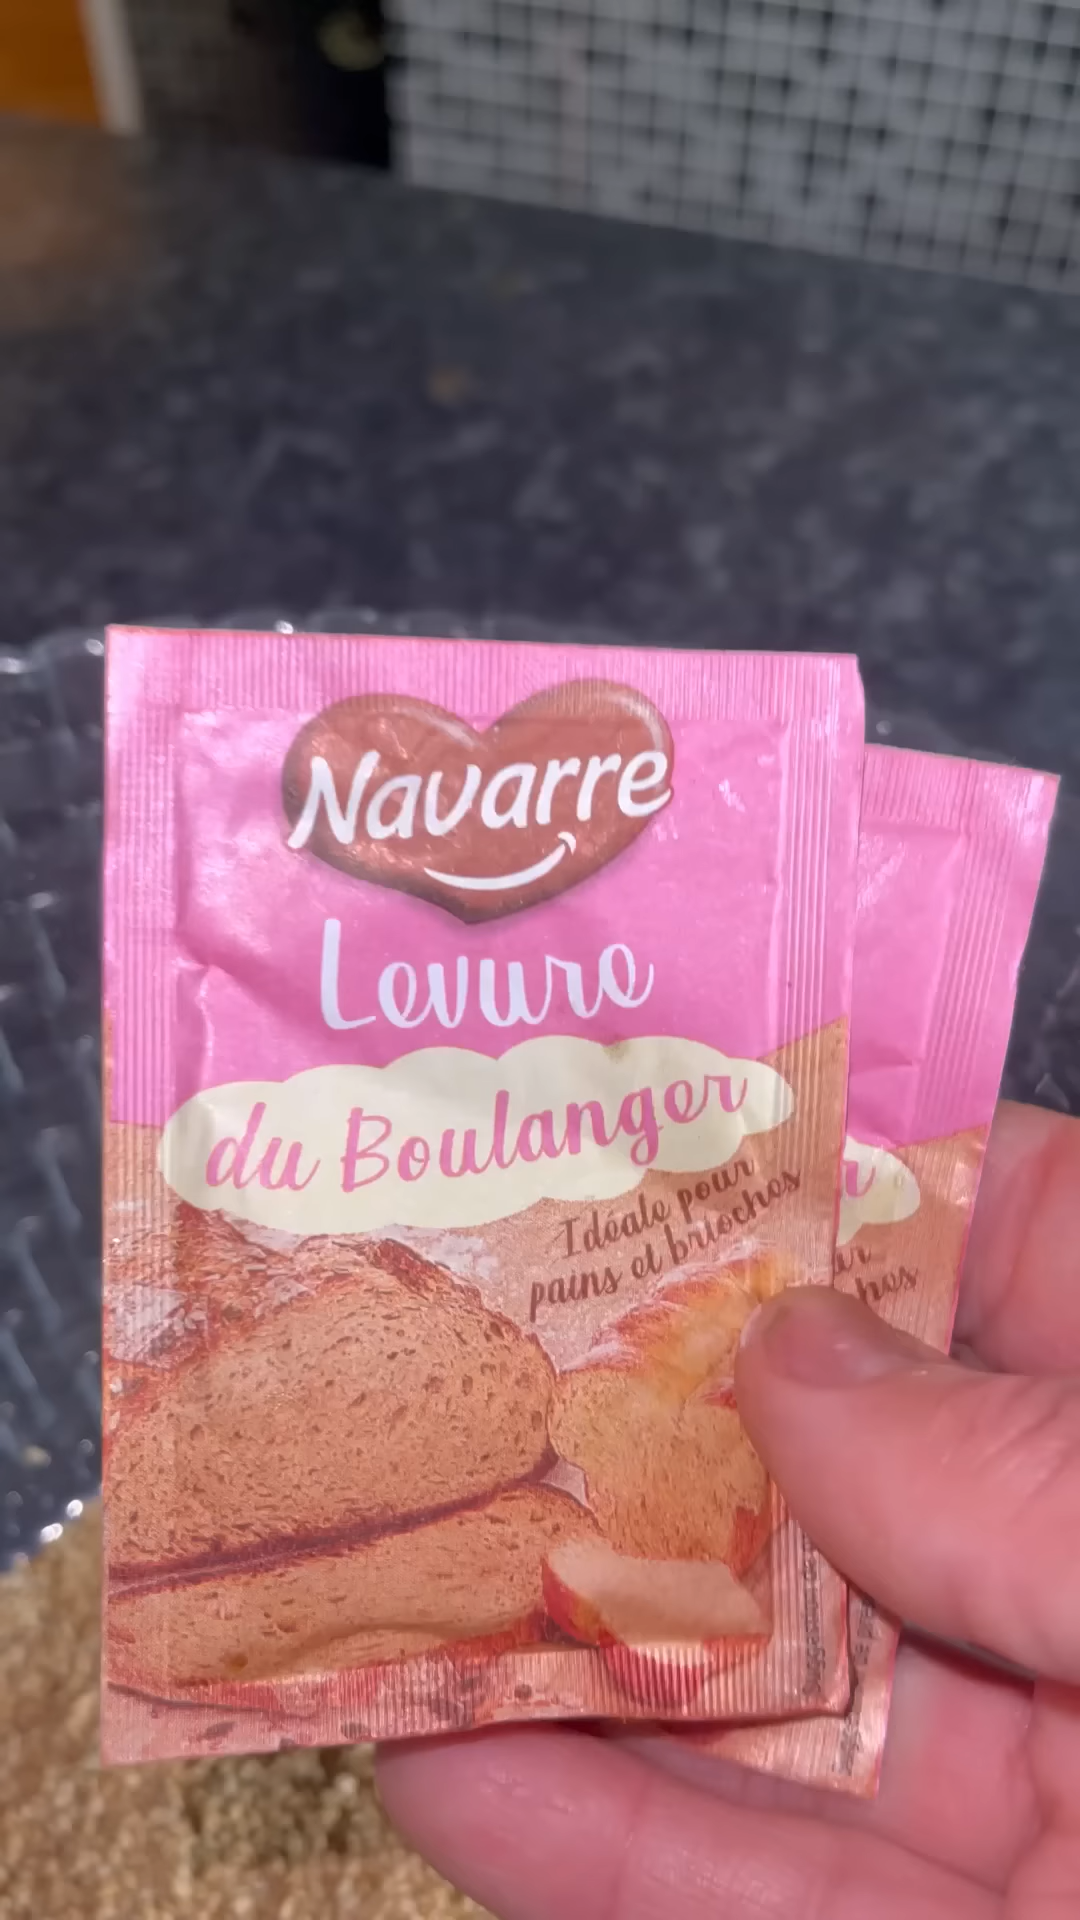 Navarre
Levure
du Boulanger
Idéale pour
pains et brioches